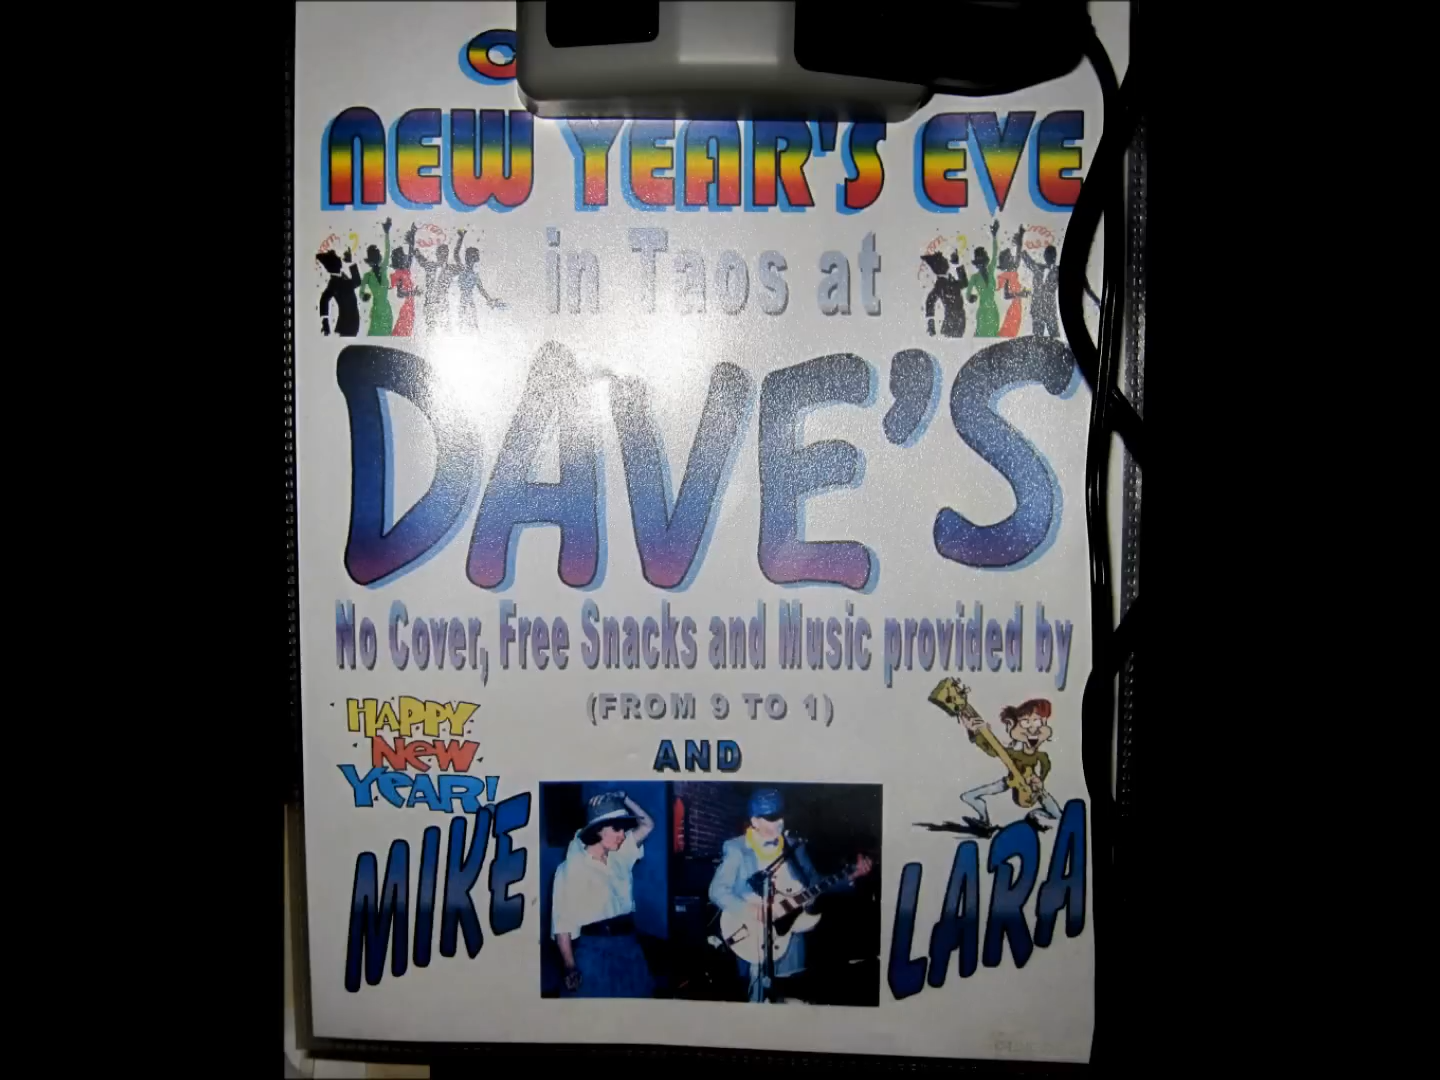 NEW YEAR'S EVE
in Taos at
DAVE'S
No Cover, Free Snacks and Music provided by
(FROM 9 TO 1)
AND
HAPPY
NEW
YEAR!
MIKE
LARA